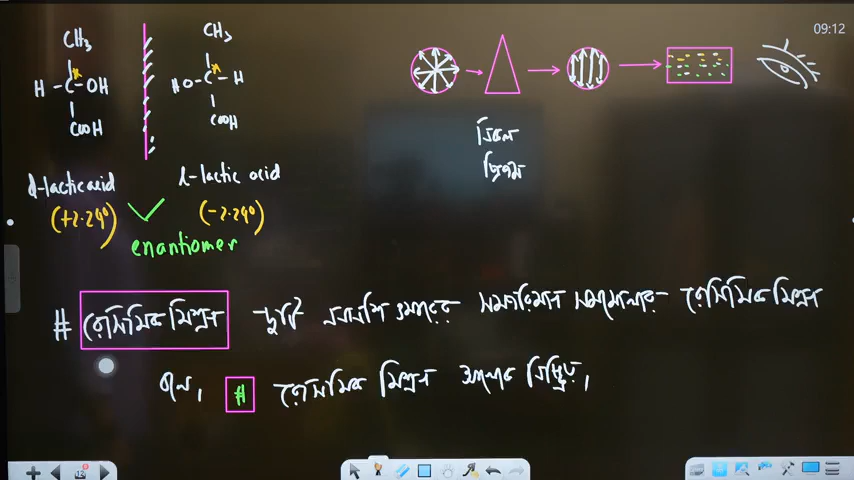 09:12
CH3 CH3
H - C - OH HO - C - H
COOH COOH
d-lactic acid l-lactic acid
(+2.24°) (-2.24°)
enantiomer
নিকল
প্রিজম
# রেসিমিক মিশ্রণ দুটি এনানশিওমারের সমপরিমাণ সমমোলার রেসিমিক মিশ্রণ
বলে, # রেসিমিক মিশ্রণ আলোক নিষ্ক্রিয়,